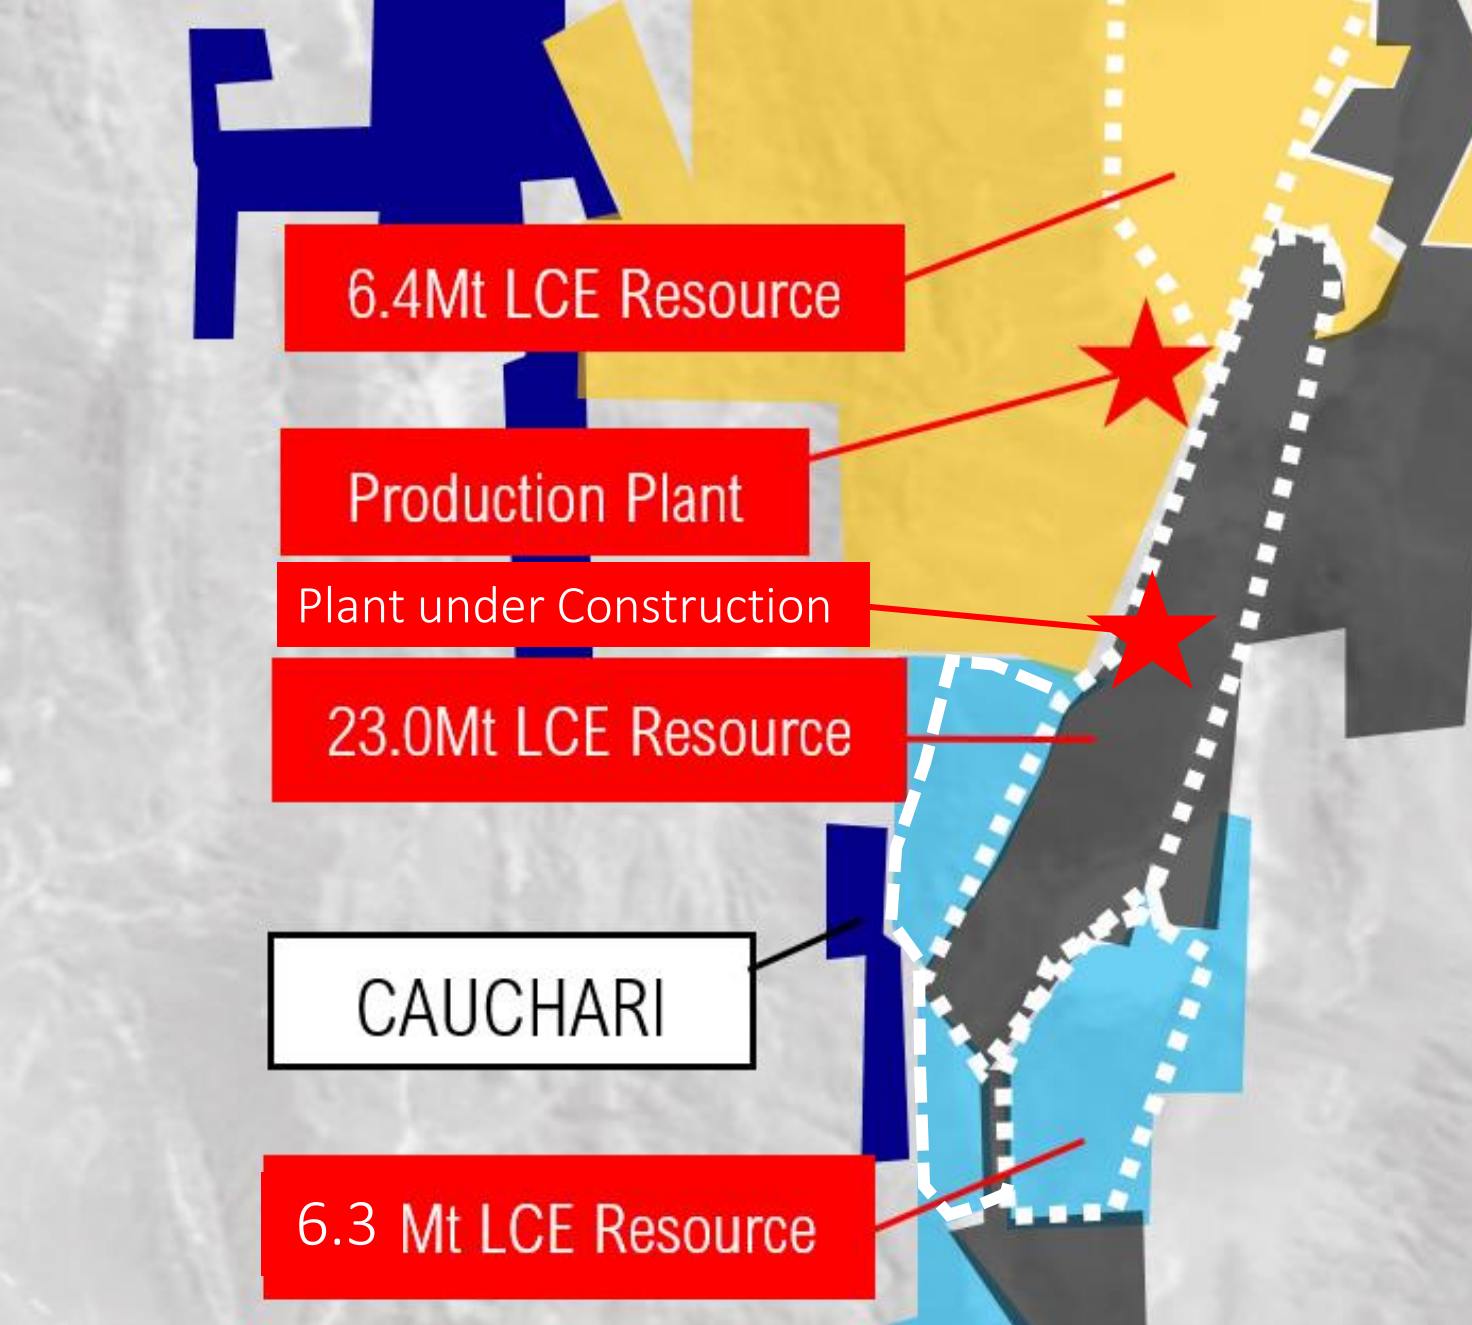 6.4Mt LCE Resource
Production Plant
Plant under Construction
23.0Mt LCE Resource
CAUCHARI
6.3 Mt LCE Resource